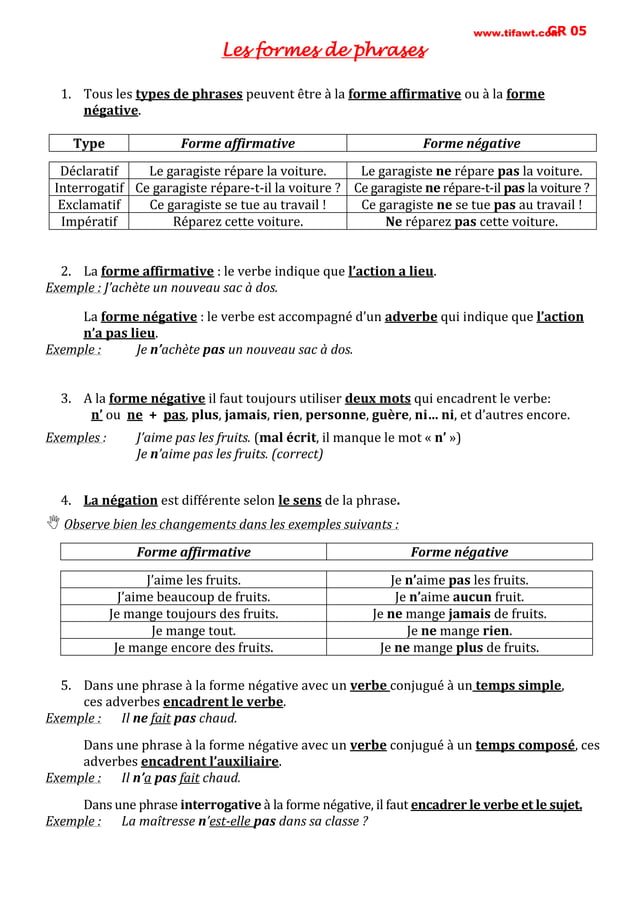 www.tifawt.com GR 05
Les formes de phrases
1. Tous les types de phrases peuvent être à la forme affirmative ou à la forme
négative.
Type Forme affirmative Forme négative
Déclaratif Le garagiste répare la voiture. Le garagiste ne répare pas la voiture.
Interrogatif Ce garagiste répare-t-il la voiture ? Ce garagiste ne répare-t-il pas la voiture ?
Exclamatif Ce garagiste se tue au travail ! Ce garagiste ne se tue pas au travail !
Impératif Réparez cette voiture. Ne réparez pas cette voiture.
2. La forme affirmative : le verbe indique que l’action a lieu.
Exemple : J’achète un nouveau sac à dos.
La forme négative : le verbe est accompagné d’un adverbe qui indique que l’action
n’a pas lieu.
Exemple : Je n’achète pas un nouveau sac à dos.
3. A la forme négative il faut toujours utiliser deux mots qui encadrent le verbe:
n’ ou ne + pas, plus, jamais, rien, personne, guère, ni… ni, et d’autres encore.
Exemples : J’aime pas les fruits. (mal écrit, il manque le mot « n’ »)
Je n’aime pas les fruits. (correct)
4. La négation est différente selon le sens de la phrase.
Observe bien les changements dans les exemples suivants :
Forme affirmative Forme négative
J’aime les fruits. Je n’aime pas les fruits.
J’aime beaucoup de fruits. Je n’aime aucun fruit.
Je mange toujours des fruits. Je ne mange jamais de fruits.
Je mange tout. Je ne mange rien.
Je mange encore des fruits. Je ne mange plus de fruits.
5. Dans une phrase à la forme négative avec un verbe conjugué à un temps simple,
ces adverbes encadrent le verbe.
Exemple : Il ne fait pas chaud.
Dans une phrase à la forme négative avec un verbe conjugué à un temps composé, ces
adverbes encadrent l’auxiliaire.
Exemple : Il n’a pas fait chaud.
Dans une phrase interrogative à la forme négative, il faut encadrer le verbe et le sujet.
Exemple : La maîtresse n’est-elle pas dans sa classe ?